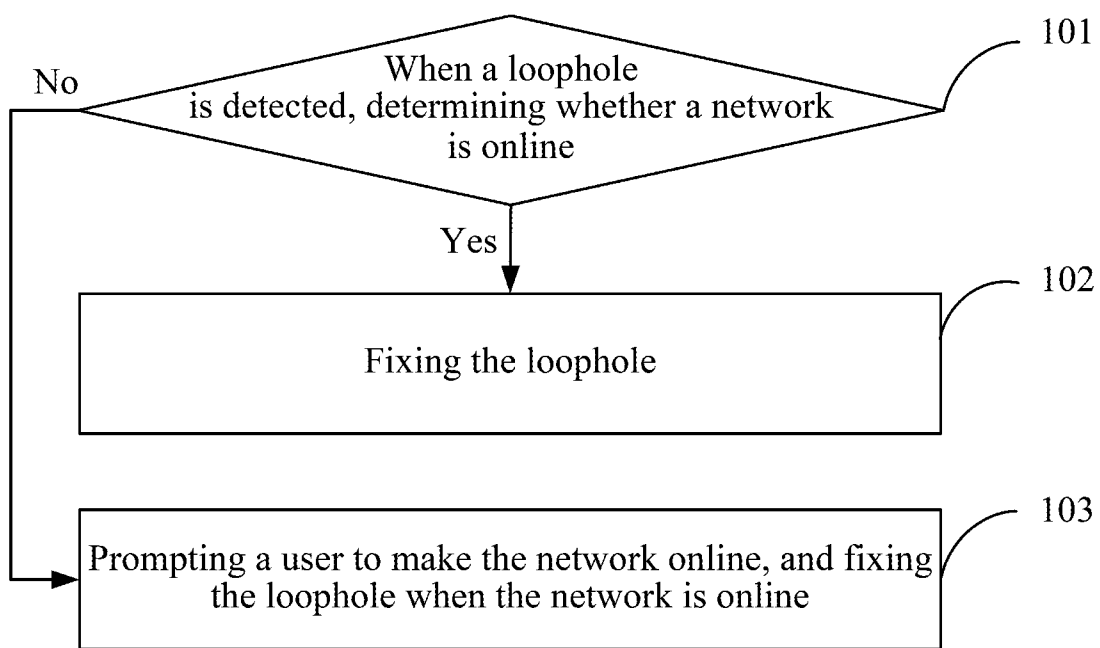 101
No
When a loophole
is detected, determining whether a network
is online
Yes
102
Fixing the loophole
103
Prompting a user to make the network online, and fixing
the loophole when the network is online